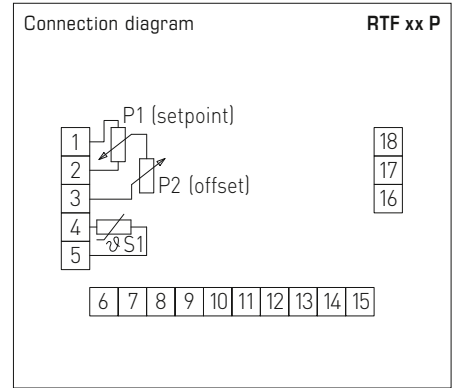 Connection diagram RTF xx P
P1 (setpoint)
1
2
3
4
5
P2 (offset)
ϑ S1
18
17
16
6 7 8 9 10 11 12 13 14 15